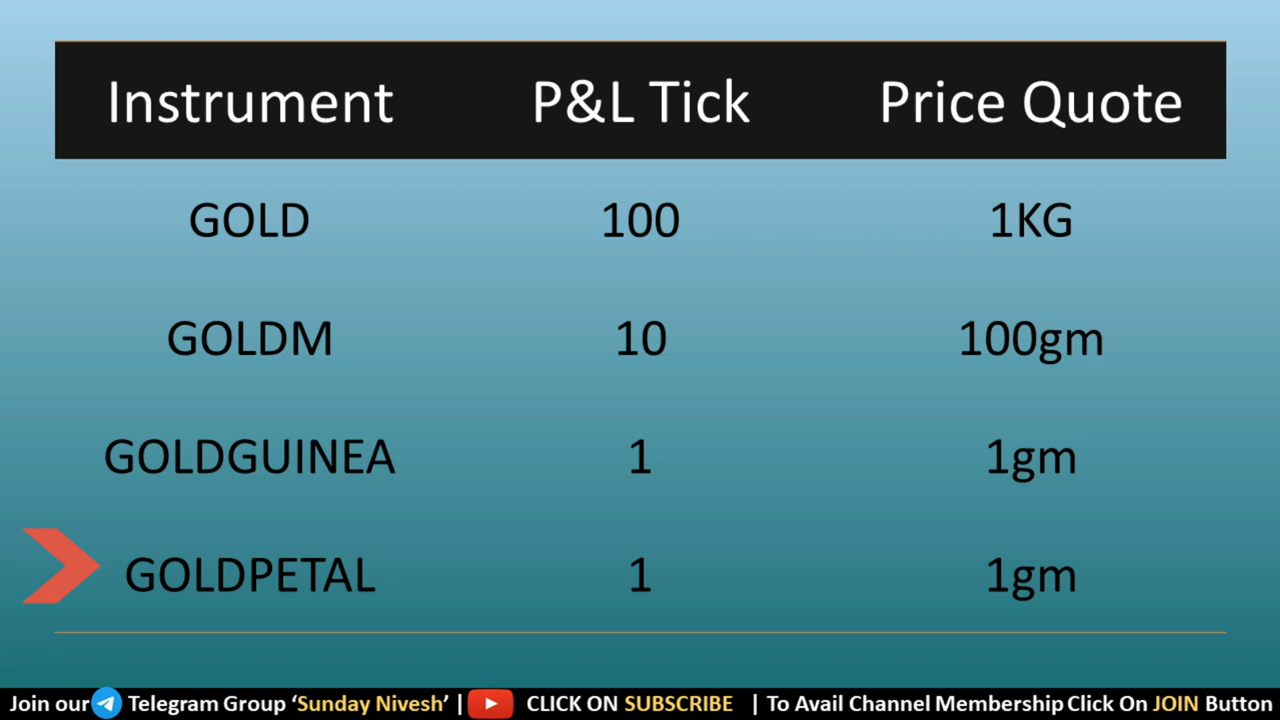 Instrument P&L Tick Price Quote
GOLD 100 1KG
GOLDM 10 100gm
GOLDGUINEA 1 1gm
GOLDPETAL 1 1gm
Join our Telegram Group ‘Sunday Nivesh’ | CLICK ON SUBSCRIBE | To Avail Channel Membership Click On JOIN Button